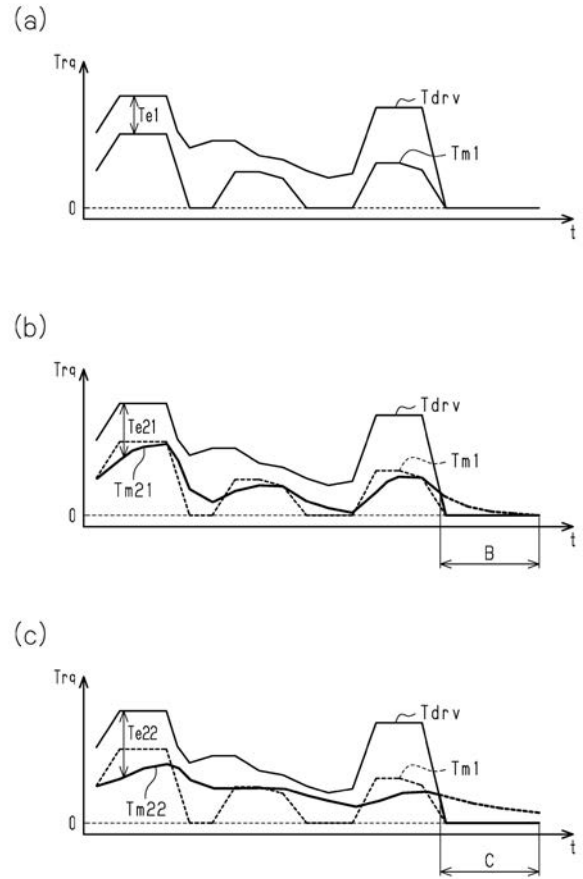 (a)
Trq
Te1
Tdrv
Tm1
0
t
(b)
Trq
Te21
Tdrv
Tm1
Tm21
0
t
B
(c)
Trq
Te22
Tdrv
Tm1
Tm22
0
t
C